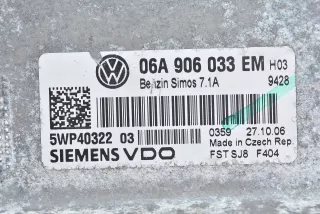 06A 906 033 EM H03
Benzin Simos 7.1A 9428
5WP40322 03 0359 27.10.06
SIEMENS VDO Made in Czech Rep.
FST SJ8 F404